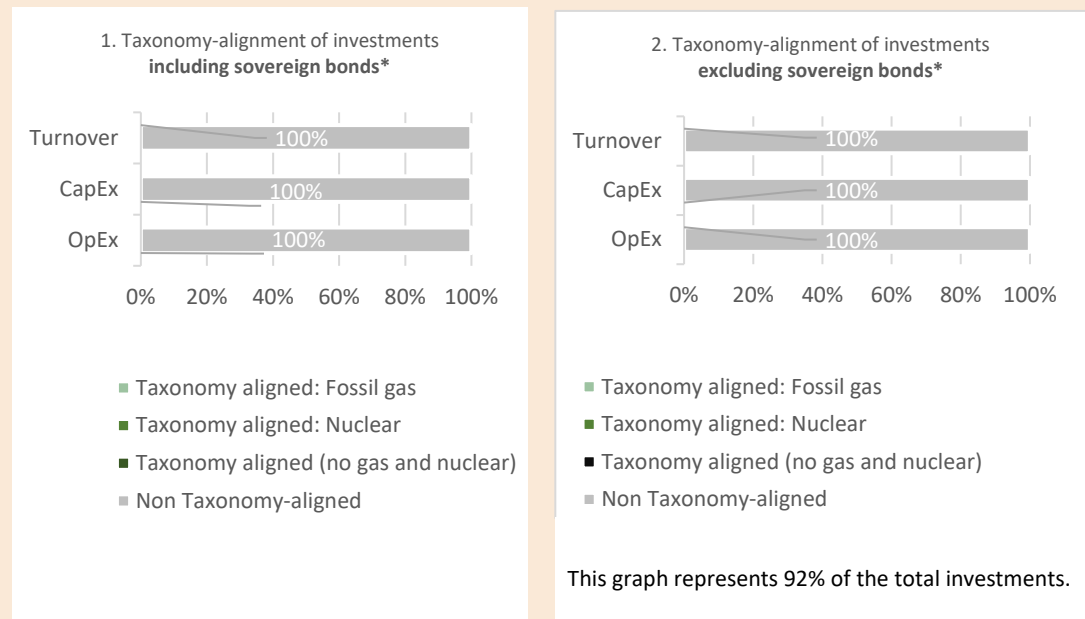 1. Taxonomy-alignment of investments
including sovereign bonds*
Turnover
100%
CapEx
100%
OpEx
100%
0% 20% 40% 60% 80% 100%
Taxonomy aligned: Fossil gas
Taxonomy aligned: Nuclear
Taxonomy aligned (no gas and nuclear)
Non Taxonomy-aligned
2. Taxonomy-alignment of investments
excluding sovereign bonds*
Turnover
100%
CapEx
100%
OpEx
100%
0% 20% 40% 60% 80% 100%
Taxonomy aligned: Fossil gas
Taxonomy aligned: Nuclear
Taxonomy aligned (no gas and nuclear)
Non Taxonomy-aligned
This graph represents 92% of the total investments.